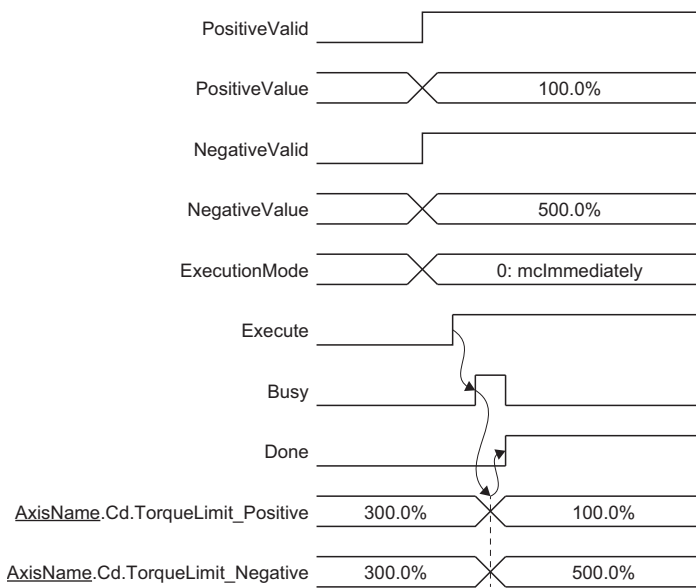 PositiveValid
PositiveValue 100.0%
NegativeValid
NegativeValue 500.0%
ExecutionMode 0: mcImmediately
Execute
Busy
Done
AxisName.Cd.TorqueLimit_Positive 300.0% 100.0%
AxisName.Cd.TorqueLimit_Negative 300.0% 500.0%